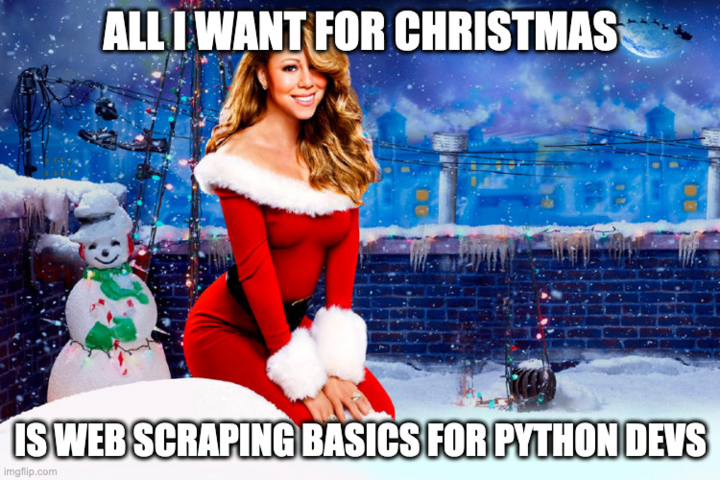 ALL I WANT FOR CHRISTMAS
IS WEB SCRAPING BASICS FOR PYTHON DEVS
imgflip.com